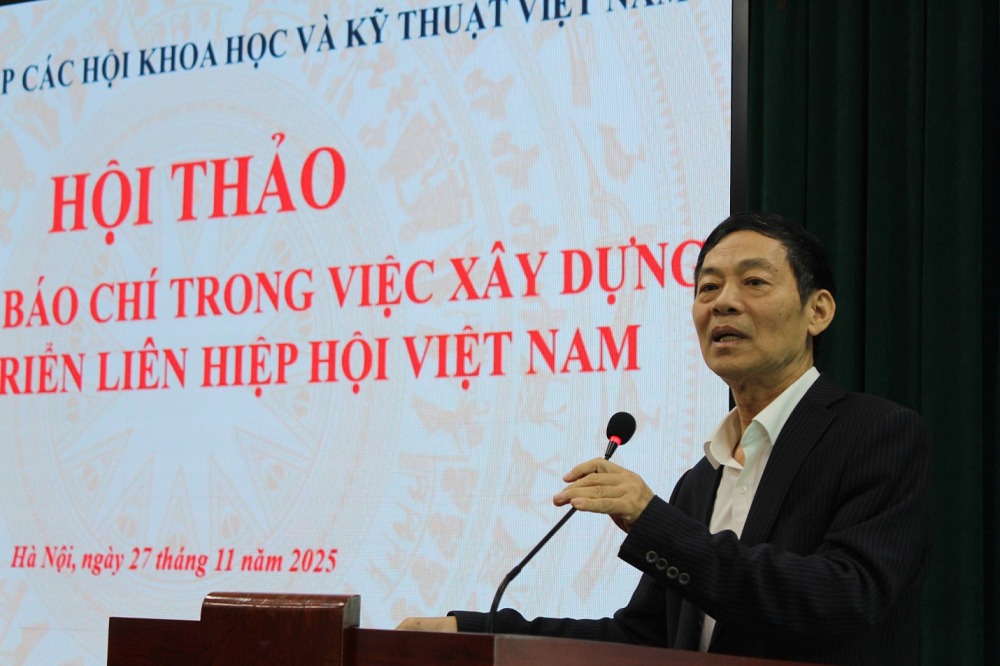 P CÁC HỘI KHOA HỌC VÀ KỸ THUẬT VIỆT NAM
HỘI THẢO
BÁO CHÍ TRONG VIỆC XÂY DỰNG
RIỂN LIÊN HIỆP HỘI VIỆT NAM
Hà Nội, ngày 27 tháng 11 năm 2025